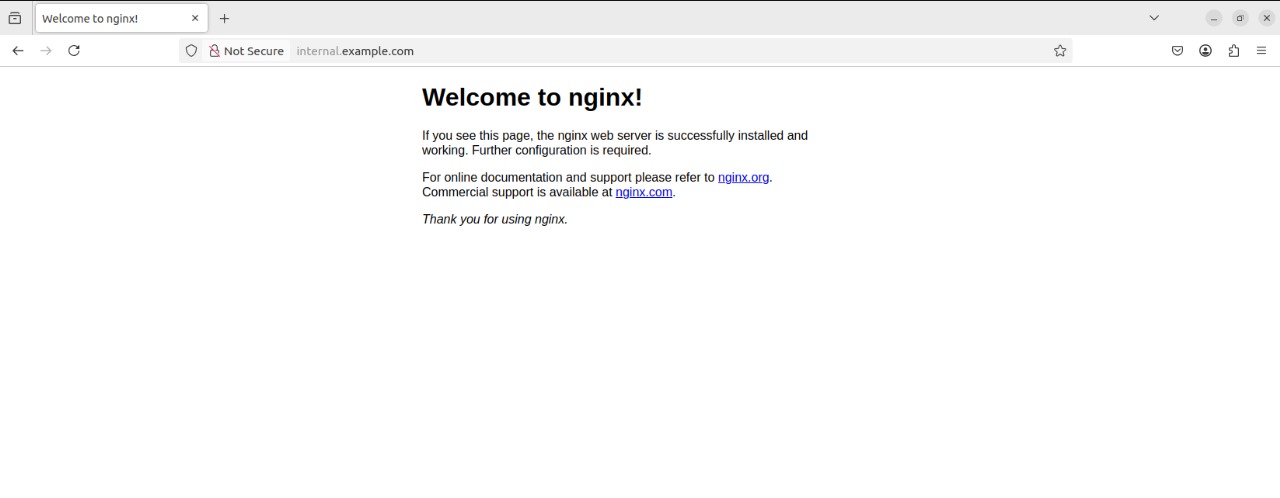 Welcome to nginx!
Not Secure internal.example.com
Welcome to nginx!
If you see this page, the nginx web server is successfully installed and
working. Further configuration is required.
For online documentation and support please refer to nginx.org.
Commercial support is available at nginx.com.
Thank you for using nginx.